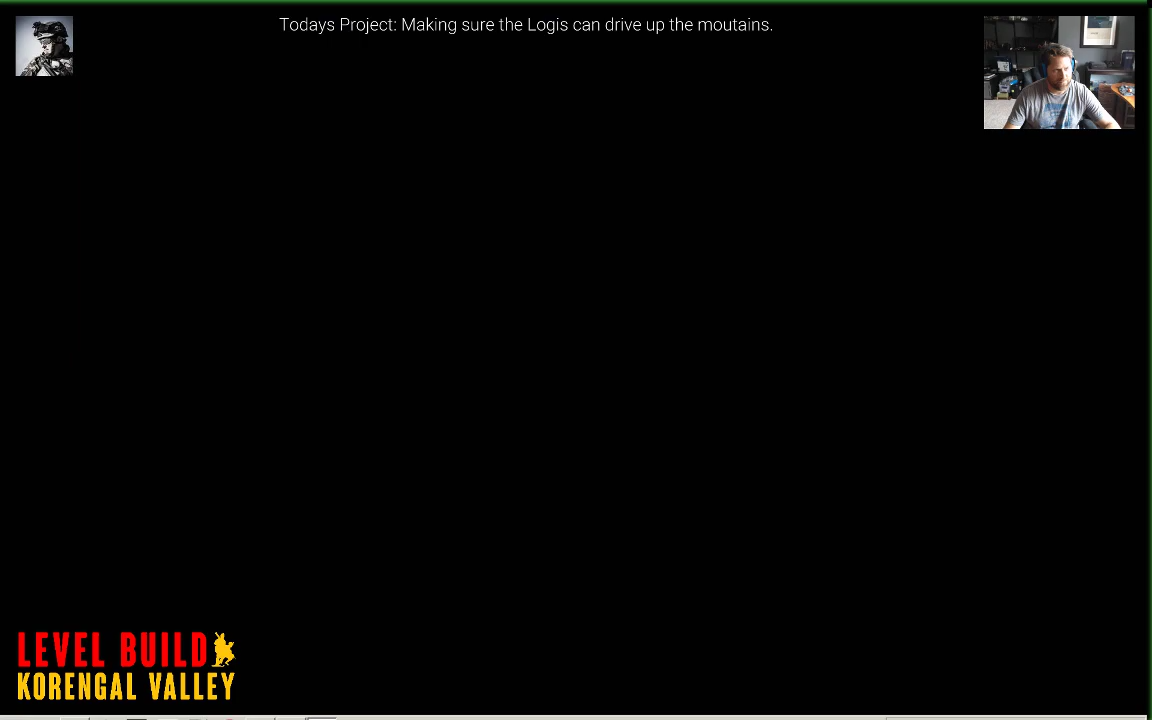 Todays Project: Making sure the Logis can drive up the moutains.
LEVEL BUILD
KORENGAL VALLEY